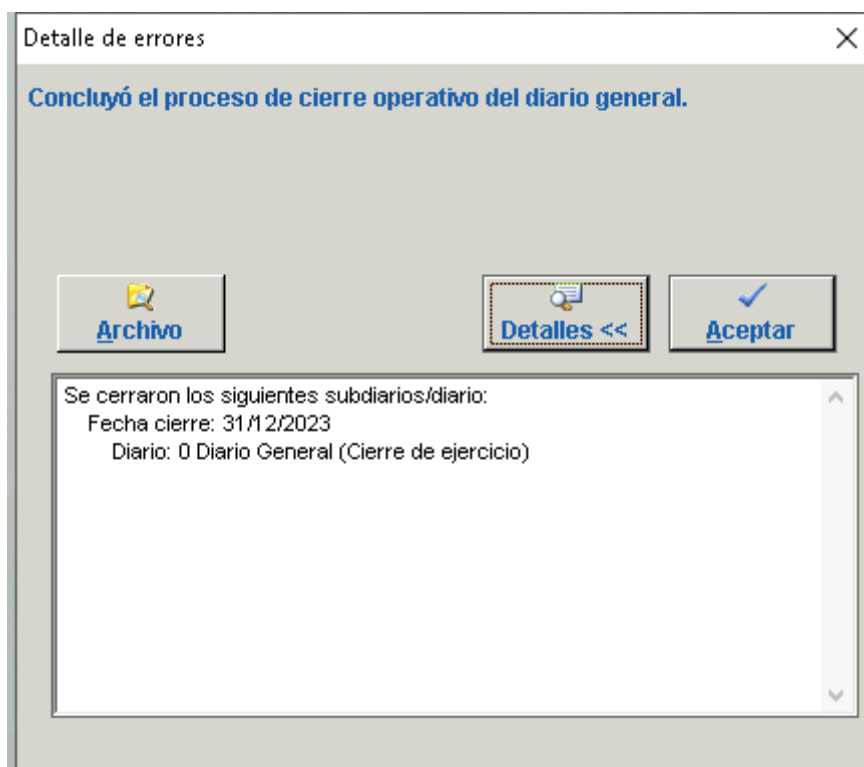 Detalle de errores
Concluyó el proceso de cierre operativo del diario general.
Archivo
Detalles <<
Aceptar
Se cerraron los siguientes subdiarios/diario:
Fecha cierre: 31/12/2023
Diario: 0 Diario General (Cierre de ejercicio)